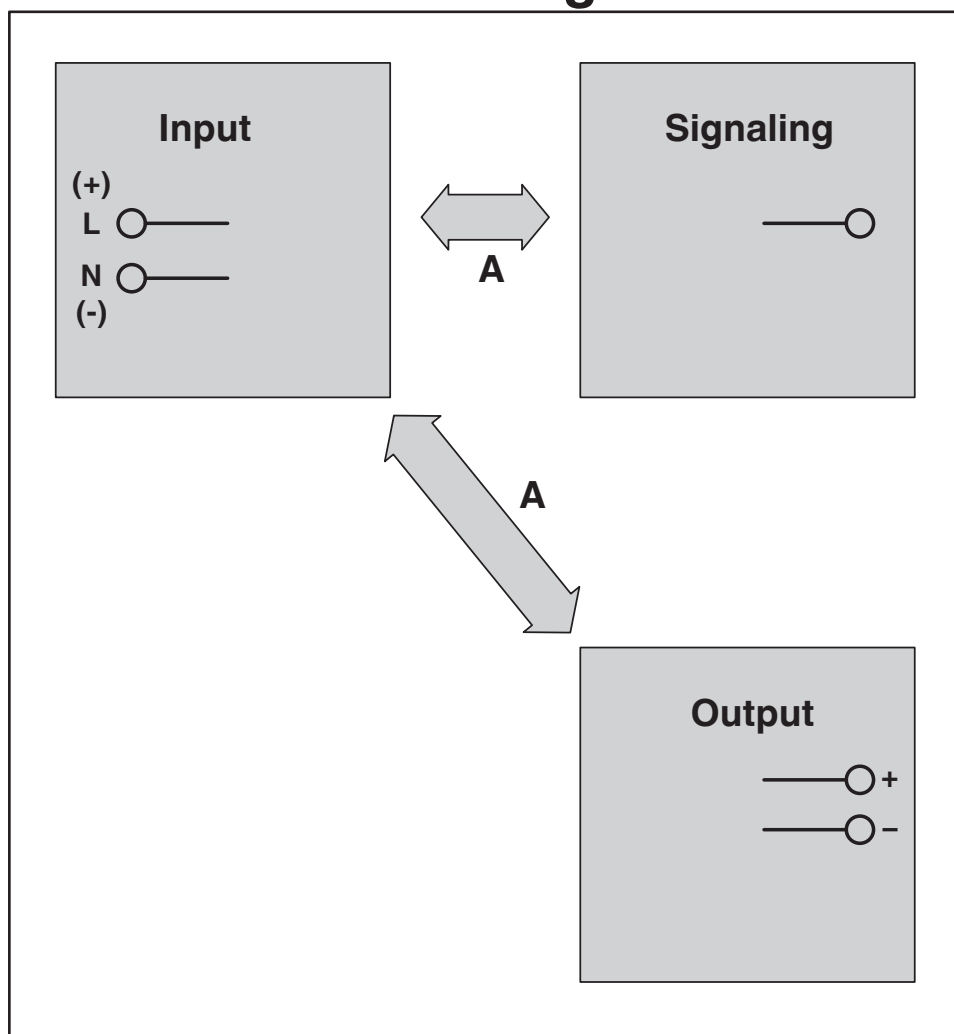 Input
Signaling
(+)
L
N
(-)
A
A
Output
+
–